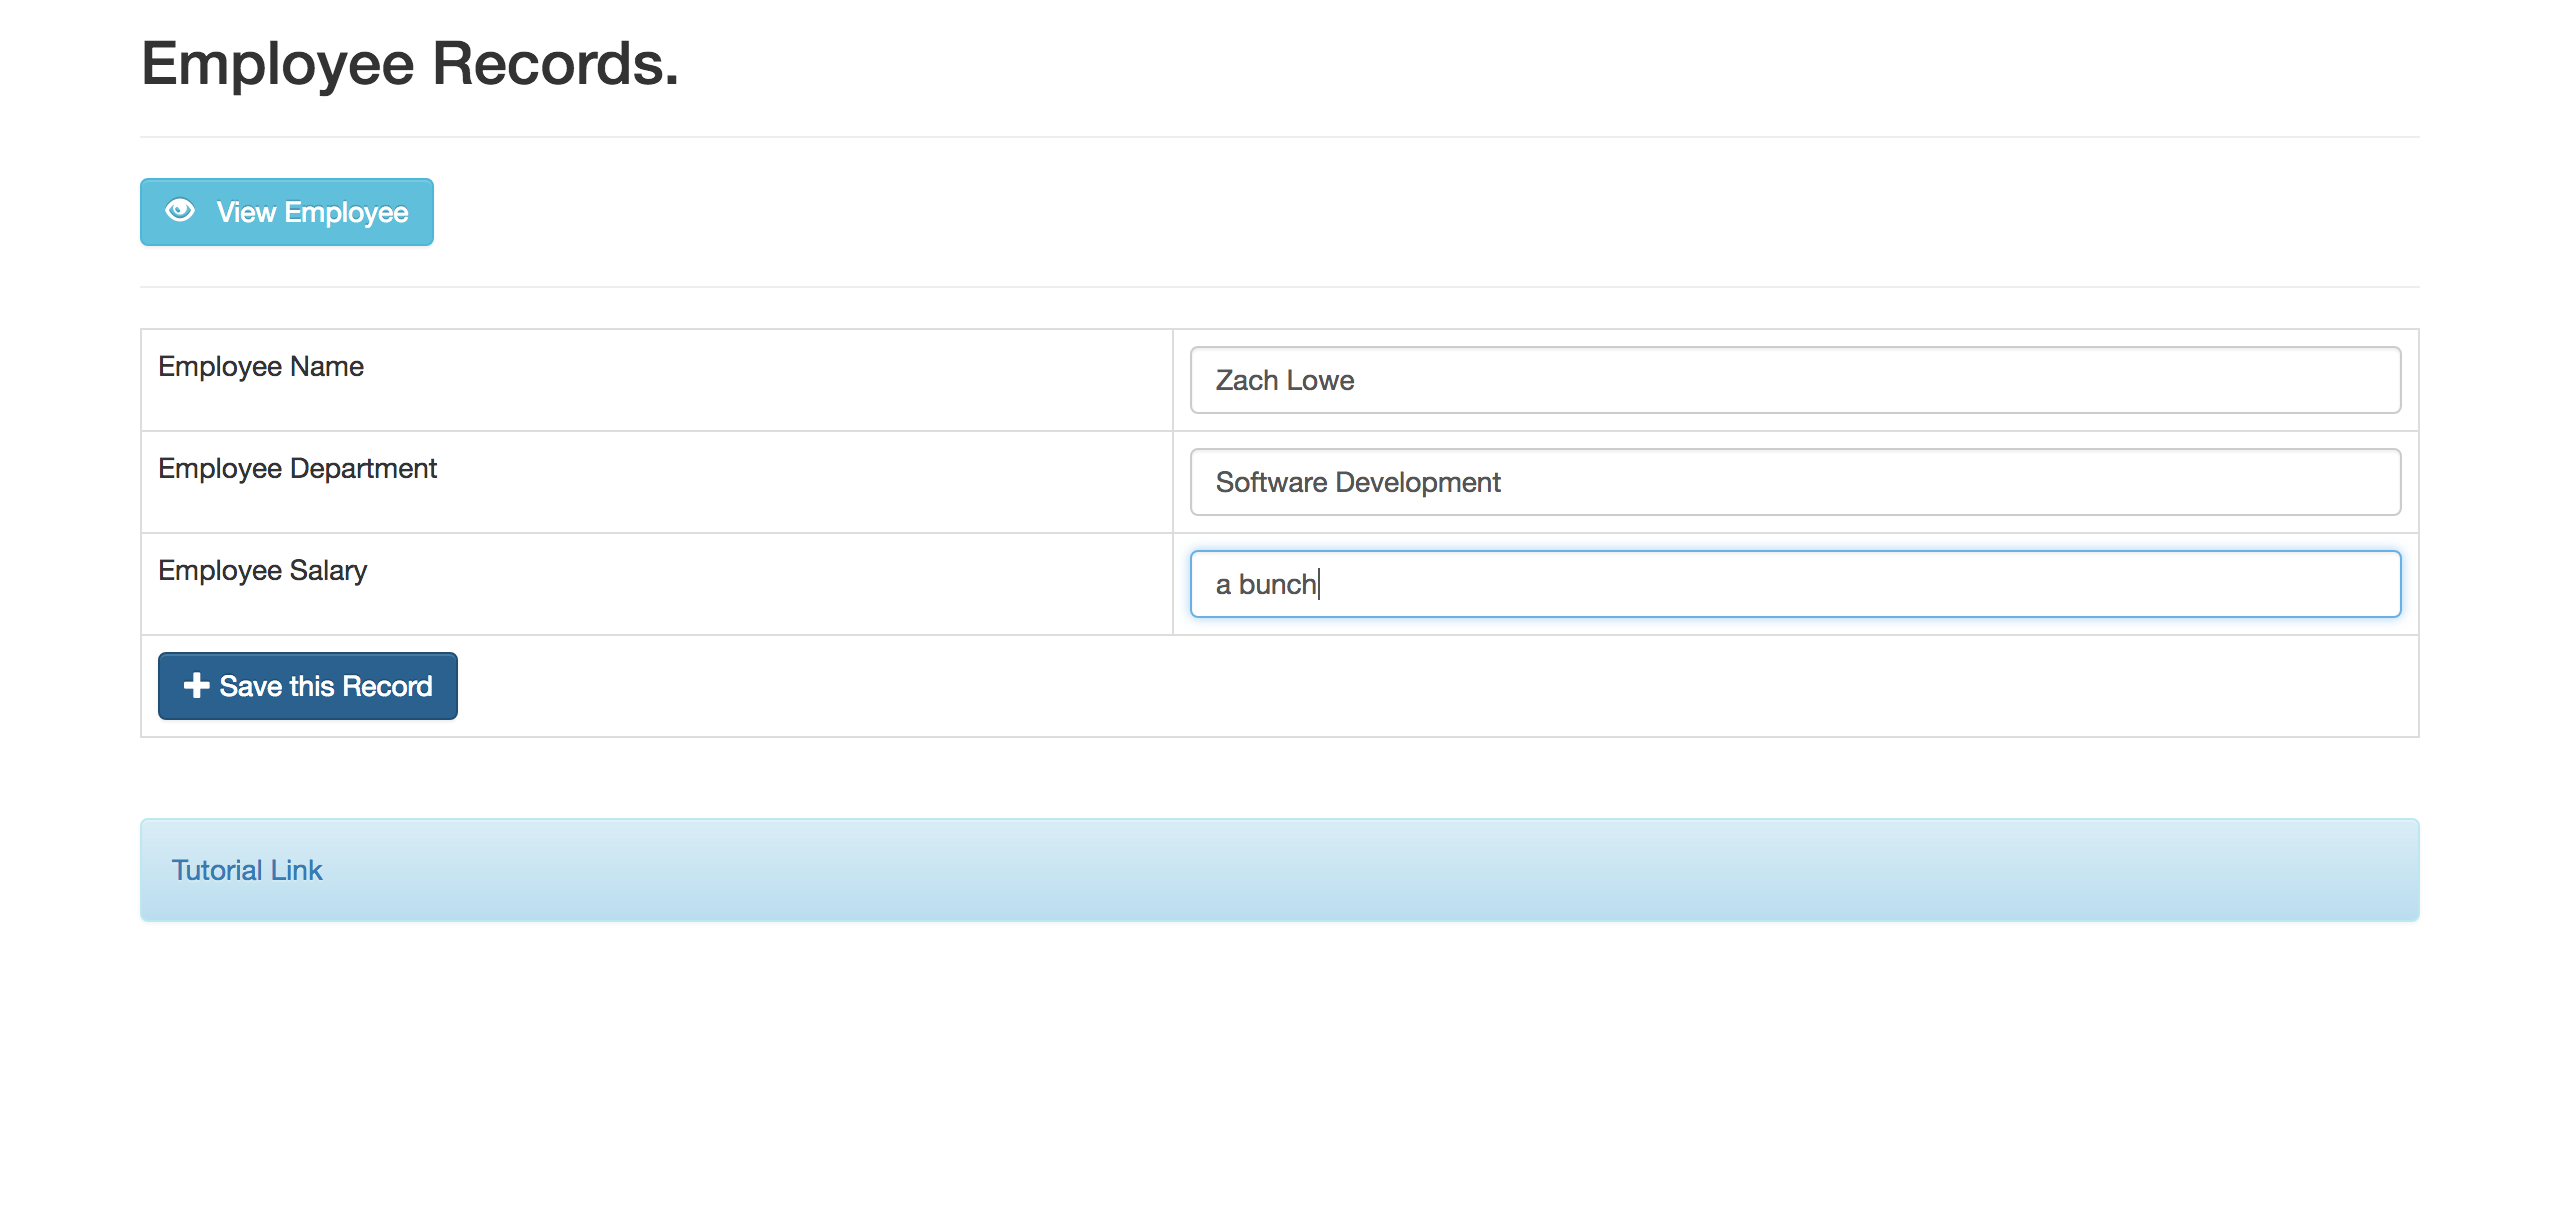 Employee Records.
View Employee
Employee Name
Zach Lowe
Employee Department
Software Development
Employee Salary
a bunch
Save this Record
Tutorial Link